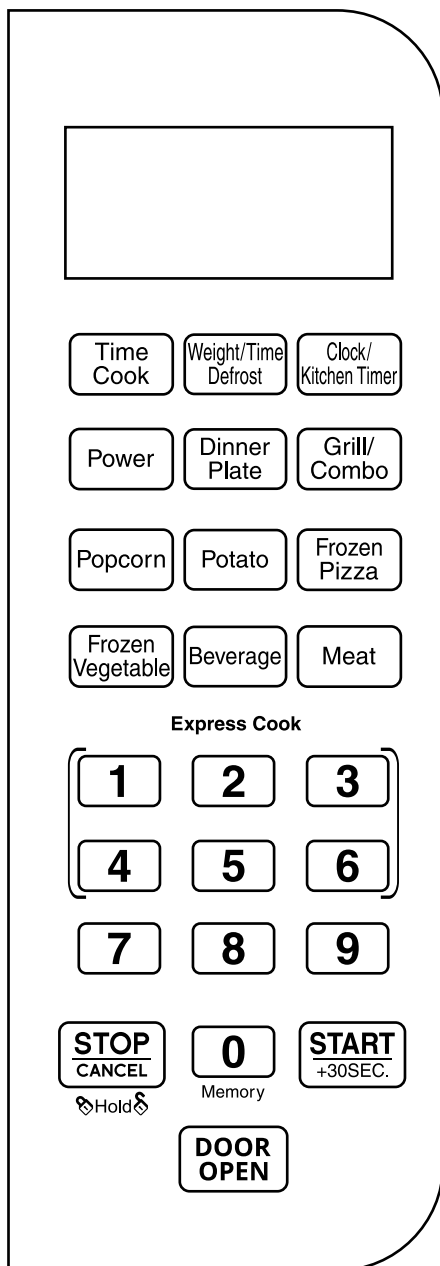 Time Cook
Weight/Time Defrost
Clock/ Kitchen Timer
Power
Dinner Plate
Grill/ Combo
Popcorn
Potato
Frozen Pizza
Frozen Vegetable
Beverage
Meat
Express Cook
1 2 3
4 5 6
7 8 9
STOP
CANCEL
Hold
0
Memory
START
+30SEC.
DOOR
OPEN